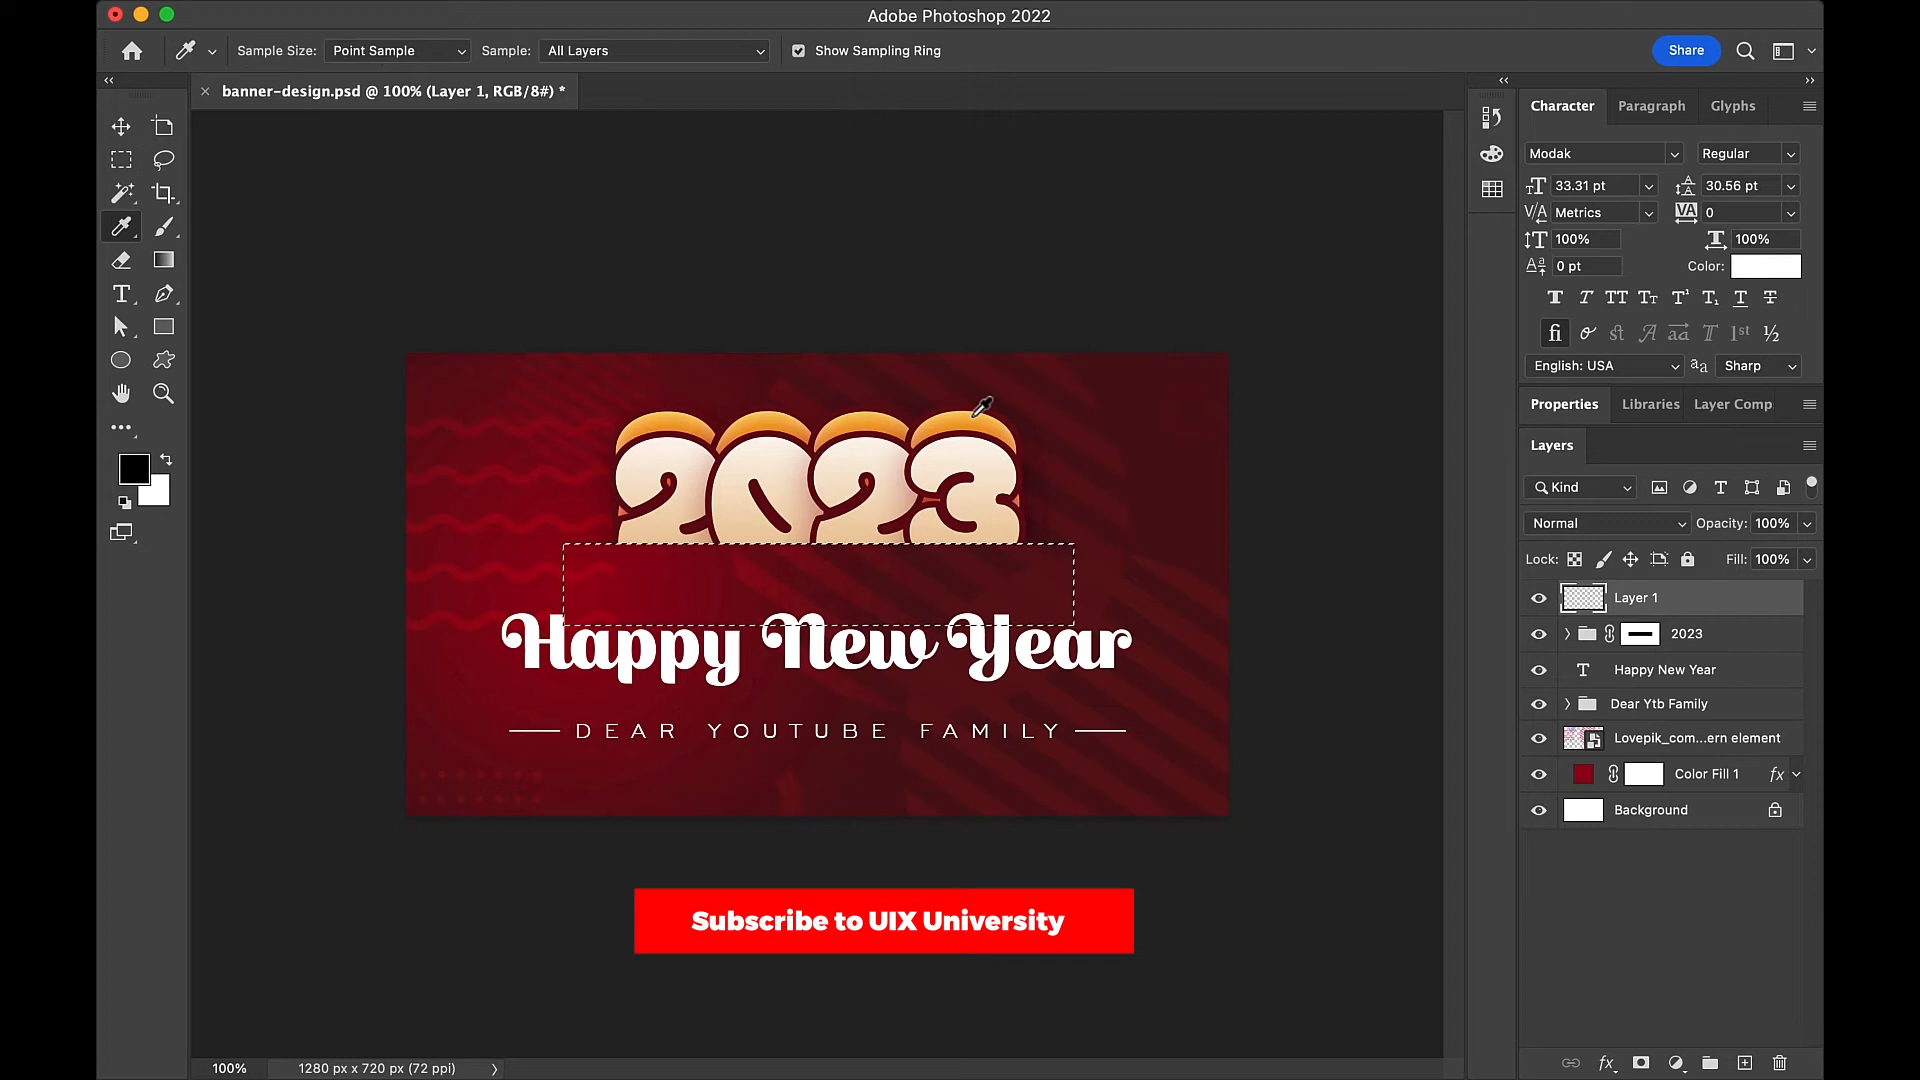 Adobe Photoshop 2022
Sample Size: Point Sample Sample: All Layers Show Sampling Ring Share
banner-design.psd @ 100% (Layer 1, RGB/8#) *
Character Paragraph Glyphs
Modak Regular
33.31 pt 30.56 pt
Metrics 0
100% 100%
0 pt Color:
English: USA Sharp
Properties Libraries Layer Comp
Layers
Kind
Normal Opacity: 100%
Lock: Fill: 100%
Layer 1
2023
Happy New Year
Dear Ytb Family
Lovepik_com...ern element
Color Fill 1 fx
Background
2023
Happy New Year
DEAR YOUTUBE FAMILY
Subscribe to UIX University
100% 1280 px x 720 px (72 ppi)
fx